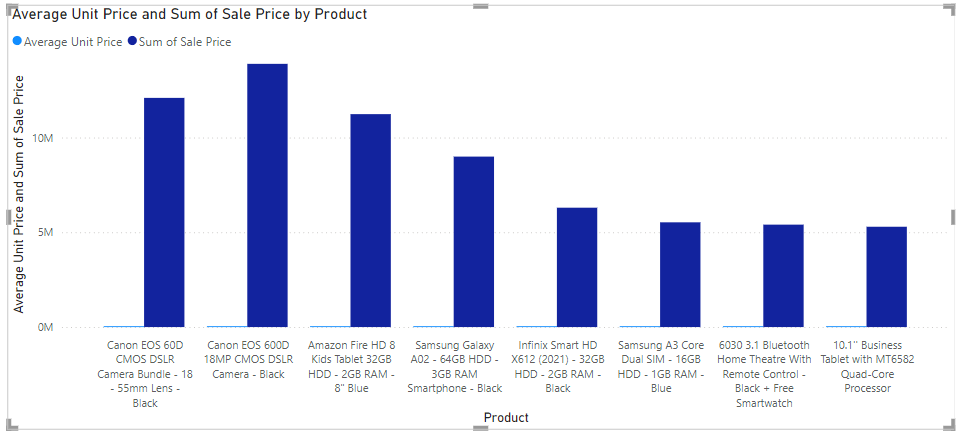 Average Unit Price and Sum of Sale Price by Product
Average Unit Price Sum of Sale Price
Average Unit Price and Sum of Sale Price
10M
5M
0M
Canon EOS 60D
CMOS DSLR
Camera Bundle - 18
- 55mm Lens -
Black
Canon EOS 600D
18MP CMOS DSLR
Camera - Black
Amazon Fire HD 8
Kids Tablet 32GB
HDD - 2GB RAM -
8" Blue
Samsung Galaxy
A02 - 64GB HDD -
3GB RAM
Smartphone - Black
Infinix Smart HD
X612 (2021) - 32GB
HDD - 2GB RAM -
Black
Samsung A3 Core
Dual SIM - 16GB
HDD - 1GB RAM -
Blue
6030 3.1 Bluetooth
Home Theatre With
Remote Control -
Black + Free
Smartwatch
10.1'' Business
Tablet with MT6582
Quad-Core
Processor
Product